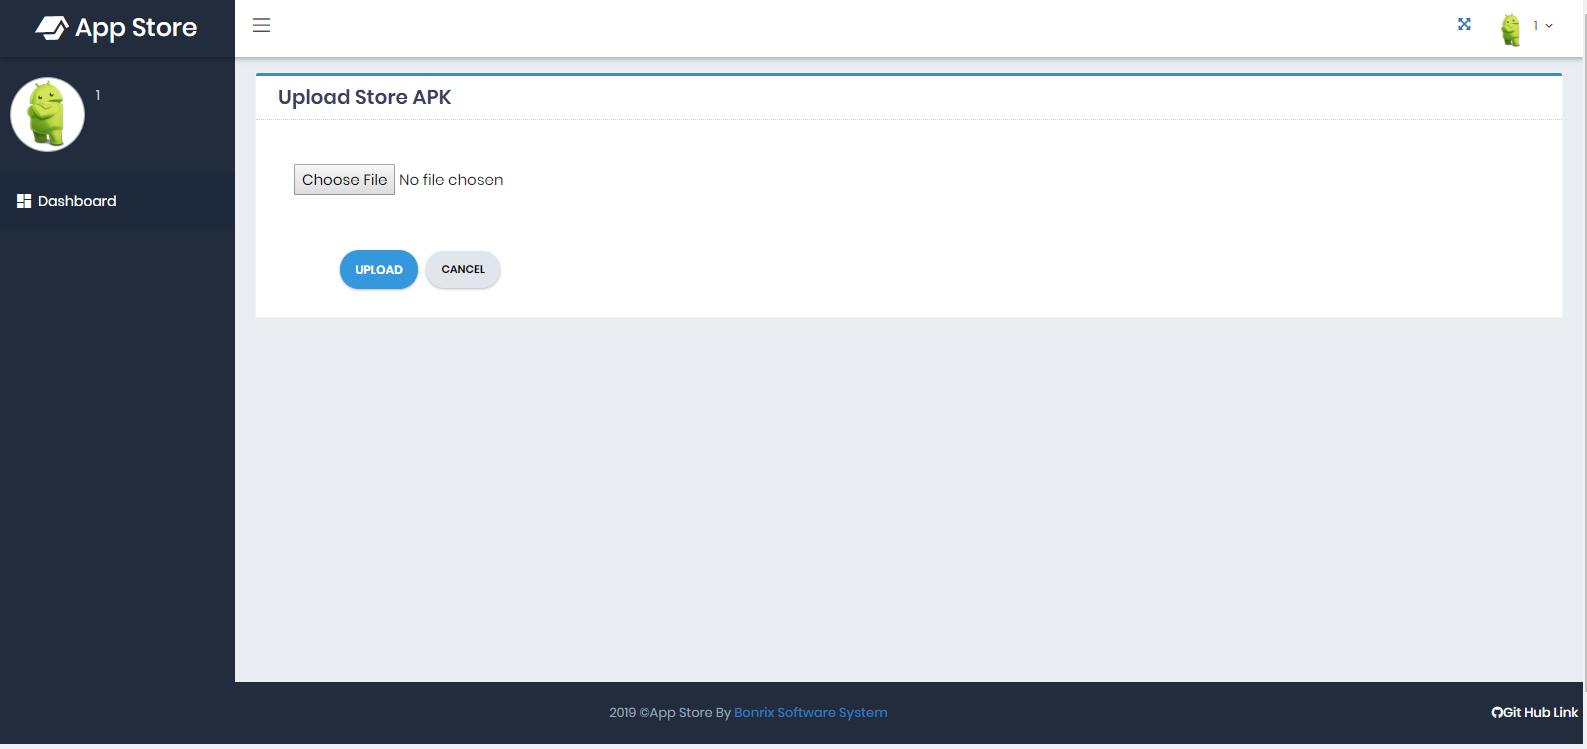 App Store
1
1
Dashboard
Upload Store APK
Choose File No file chosen
UPLOAD CANCEL
2019 ©App Store By Bonrix Software System
Git Hub Link